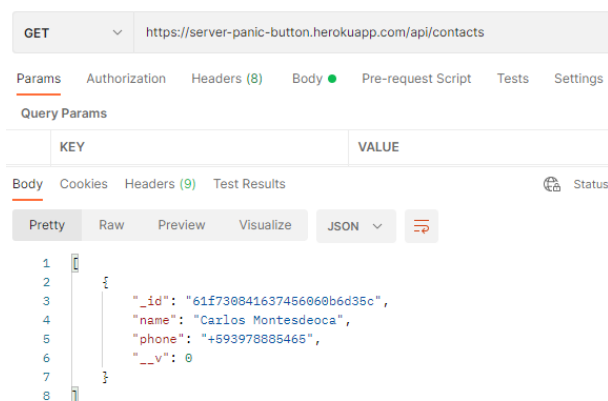 GET https://server-panic-button.herokuapp.com/api/contacts
Params Authorization Headers (8) Body Pre-request Script Tests Settings
Query Params
KEY VALUE
Body Cookies Headers (9) Test Results Status
Pretty Raw Preview Visualize JSON
1 [
2 {
3 "_id": "61f730841637456060b6d35c",
4 "name": "Carlos Montesdeoca",
5 "phone": "+593978885465",
6 "__v": 0
7 }
8 ]